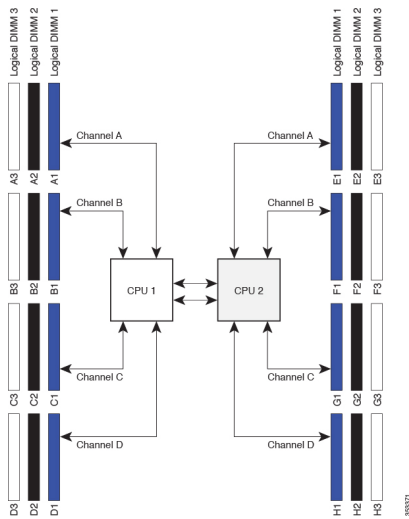 Logical DIMM 3
Logical DIMM 2
Logical DIMM 1
Logical DIMM 1
Logical DIMM 2
Logical DIMM 3
Channel A
Channel A
A3
A2
A1
E1
E2
E3
Channel B
Channel B
B3
B2
B1
F1
F2
F3
CPU 1
CPU 2
Channel C
Channel C
C3
C2
C1
G1
G2
G3
Channel D
Channel D
D3
D2
D1
H1
H2
H3
353371